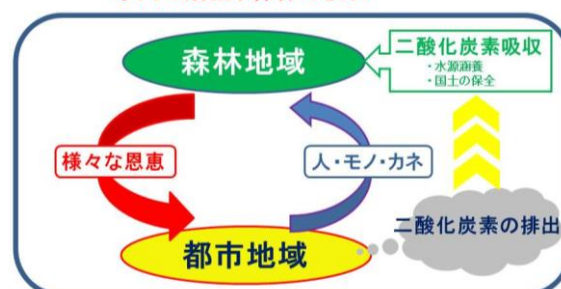 森林地域
二酸化炭素吸収
・水源涵養
・国土の保全
様々な恩恵
人・モノ・カネ
都市地域
二酸化炭素の排出